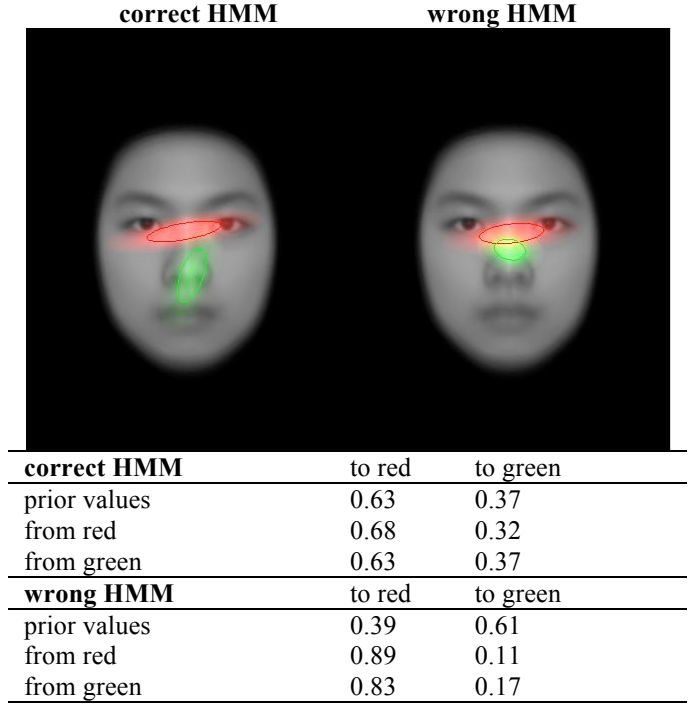 correct HMM wrong HMM
correct HMM to red to green
prior values 0.63 0.37
from red 0.68 0.32
from green 0.63 0.37
wrong HMM to red to green
prior values 0.39 0.61
from red 0.89 0.11
from green 0.83 0.17